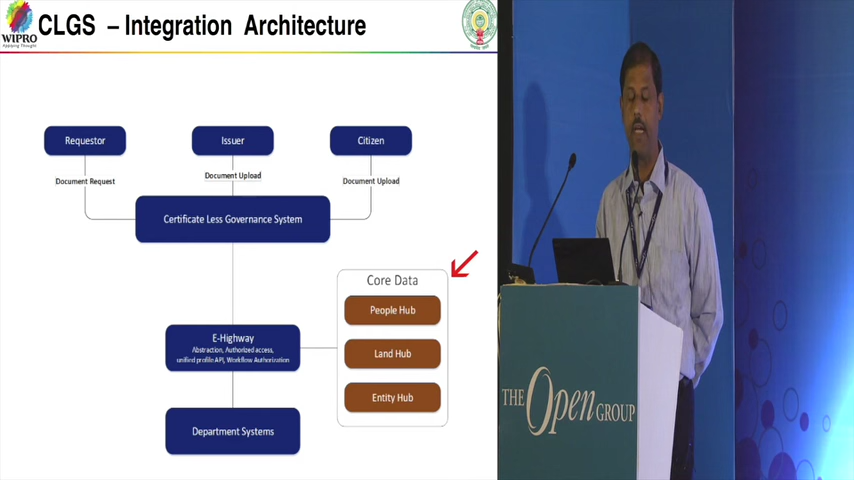 WIPRO
Applying Thought
CLGS – Integration Architecture
Requestor
Issuer
Citizen
Document Request
Document Upload
Document Upload
Certificate Less Governance System
Core Data
People Hub
Land Hub
Entity Hub
E-Highway
Abstraction, Authorized access,
unified profile API, Workflow Authorization
Department Systems
THE Open GROUP